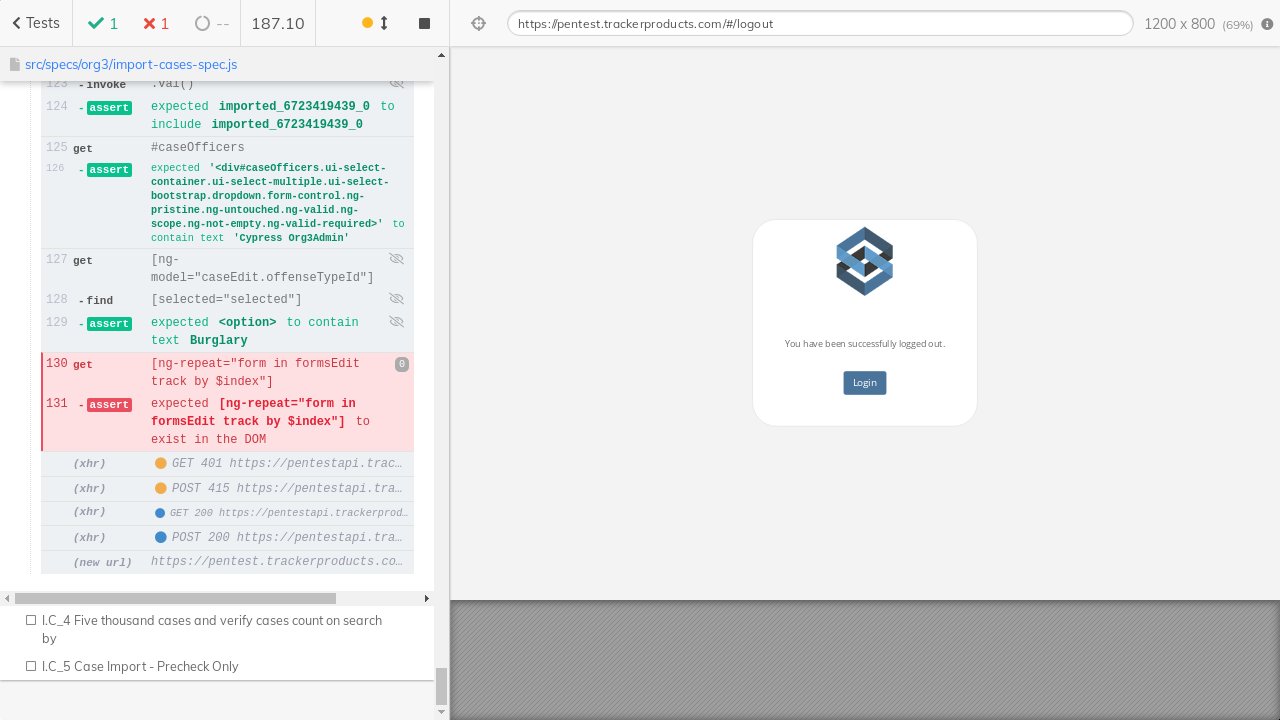 Tests
1
1
--
187.10
https://pentest.trackerproducts.com/#/logout
1200 x 800 (69%)
src/specs/org3/import-cases-spec.js
123 - invoke .val()
124 - assert expected imported_6723419439_0 to
include imported_6723419439_0
125 get #caseOfficers
126 - assert expected '<div#caseOfficers.ui-select-
container.ui-select-multiple.ui-select-
bootstrap.dropdown.form-control.ng-
pristine.ng-untouched.ng-valid.ng-
scope.ng-not-empty.ng-valid-required>' to
contain text 'Cypress Org3Admin'
127 get [ng-
model="caseEdit.offenseTypeId"]
128 - find [selected="selected"]
129 - assert expected <option> to contain
text Burglary
130 get [ng-repeat="form in formsEdit 0
track by $index"]
131 - assert expected [ng-repeat="form in
formsEdit track by $index"] to
exist in the DOM
(xhr) GET 401 https://pentestapi.trac…
(xhr) POST 415 https://pentestapi.tra…
(xhr) GET 200 https://pentestapi.trackerprod…
(xhr) POST 200 https://pentestapi.tra…
(new url) https://pentest.trackerproducts.co…
I.C_4 Five thousand cases and verify cases count on search
by
I.C_5 Case Import - Precheck Only
You have been successfully logged out.
Login